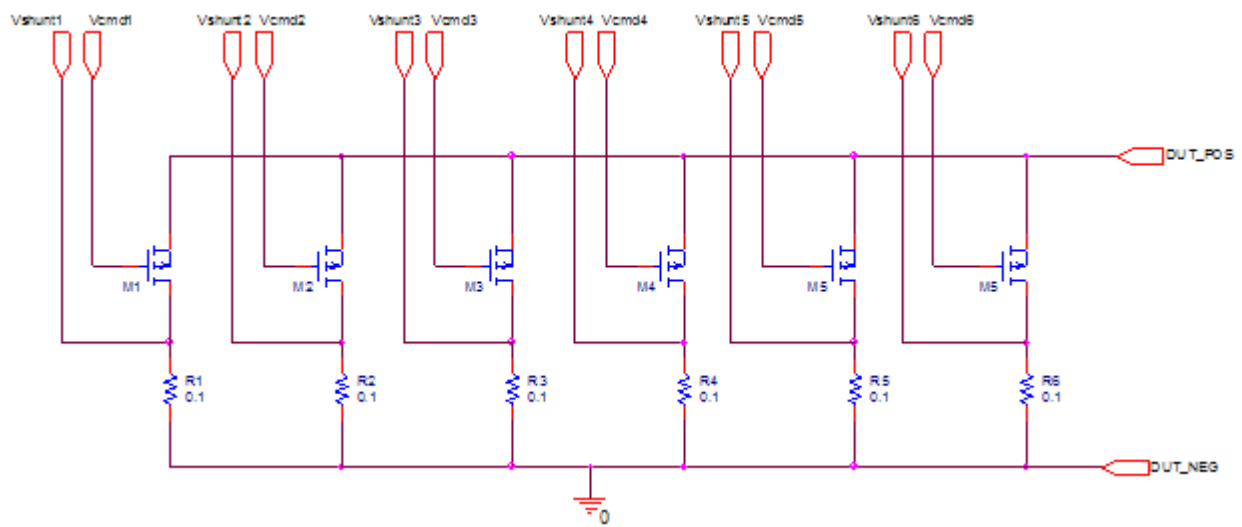 Vshunt1 Vcmd1 Vshunt2 Vcmd2 Vshunt3 Vcmd3 Vshunt4 Vcmd4 Vshunt5 Vcmd5 Vshunt6 Vcmd6
DUT_POS
M1 M2 M3 M4 M5 M5
R1 R2 R3 R4 R5 R6
0.1 0.1 0.1 0.1 0.1 0.1
DUT_NEG
0